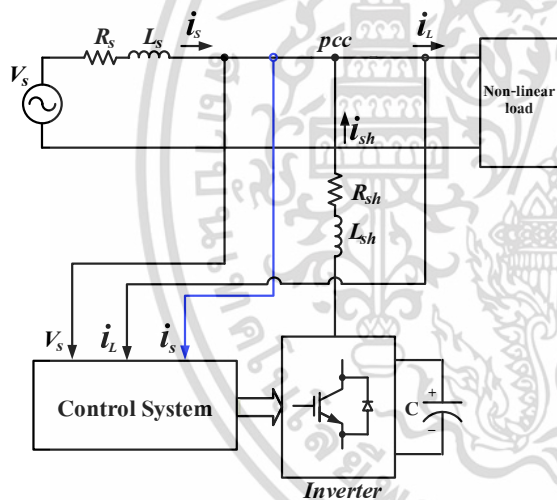 i_s
R_s L_s
pcc
i_L
V_s
Non-linear
load
i_sh
R_sh
L_sh
V_s i_L i_s
Control System
C
+
−
Inverter